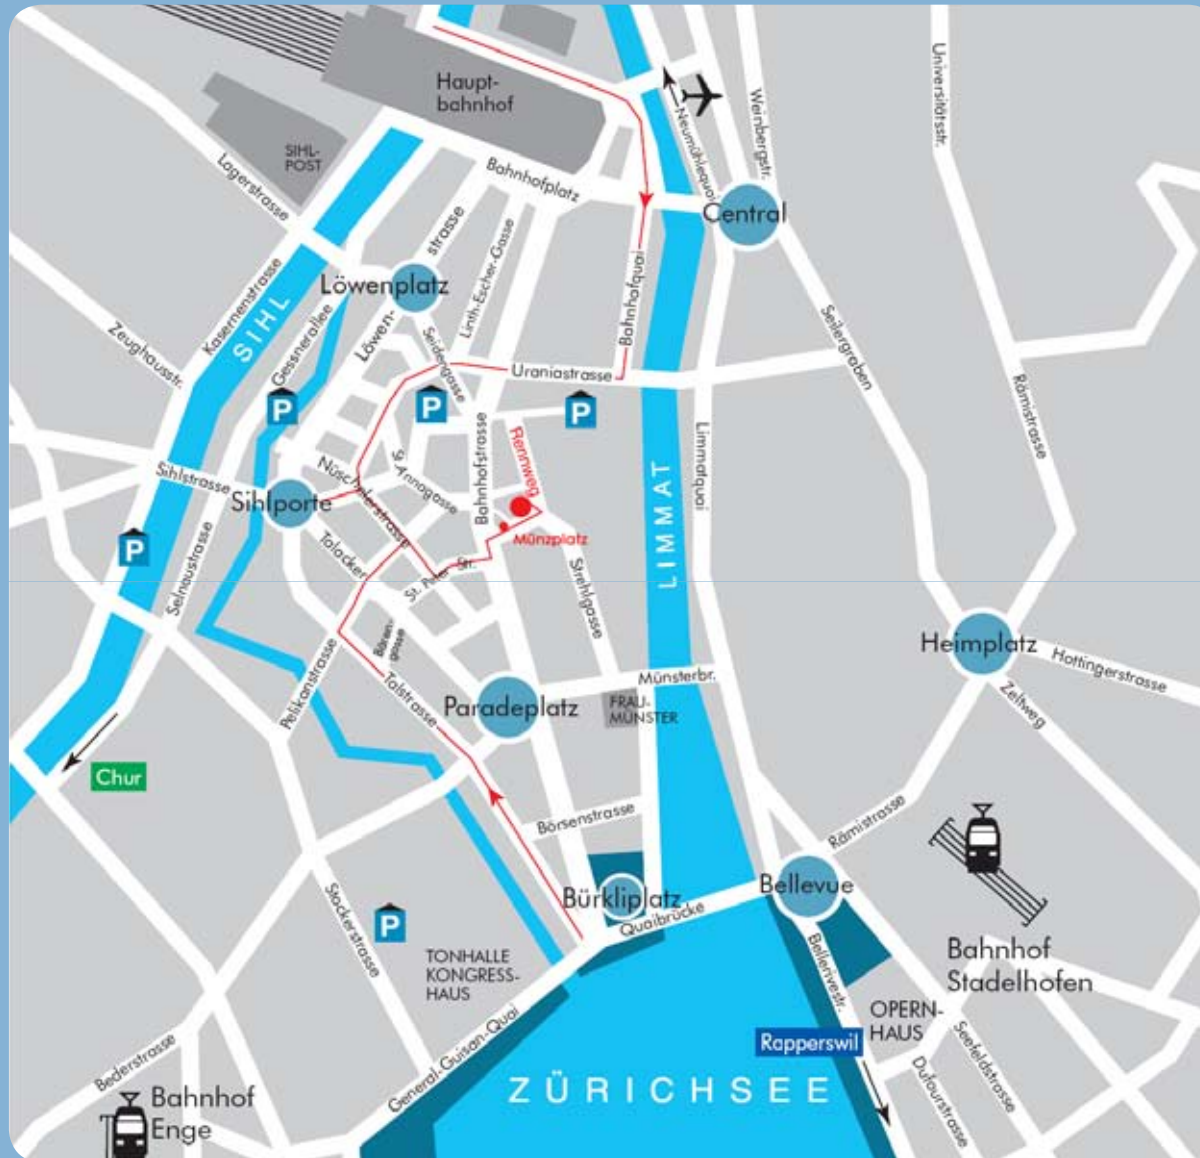 Haupt-
bahnhof
SIHL-
POST
Lagerstrasse
Bahnhofplatz
Neumühlequai
Weinbergstr.
Universitätsstr.
Central
strasse
Löwen-
Linth-Escher-Gasse
Löwenplatz
Kasernenstrasse
SIHL
Gessnerallee
Zeughausstr.
Seidengasse
Bahnhofquai
Uraniastrasse
Seilergraben
Rämistrasse
P
P
P
Rennweg
Bahnhofstrasse
St. Annagasse
Nüschelerstrasse
Sihlstrasse
Sihlporte
Limmatquai
LIMMAT
Münzplatz
P
Selnaustrasse
Talacker
St. Peter Str.
Strehlgasse
Bären-
gasse
Pelikanstrasse
Talstrasse
Paradeplatz
Münsterbr.
FRAU-
MÜNSTER
Heimplatz
Hottingerstrasse
Zeltweg
Chur
Börsenstrasse
Rämistrasse
Bürkliplatz
Quaibrücke
Bellevue
Stockerstrasse
P
TONHALLE
KONGRESS-
HAUS
Bellerivestr.
Bahnhof
Stadelhofen
OPERN-
HAUS
Rapperswil
General-Guisan-Quai
ZÜRICHSEE
Seefeldstrasse
Dufourstrasse
Bederstrasse
Bahnhof
Enge